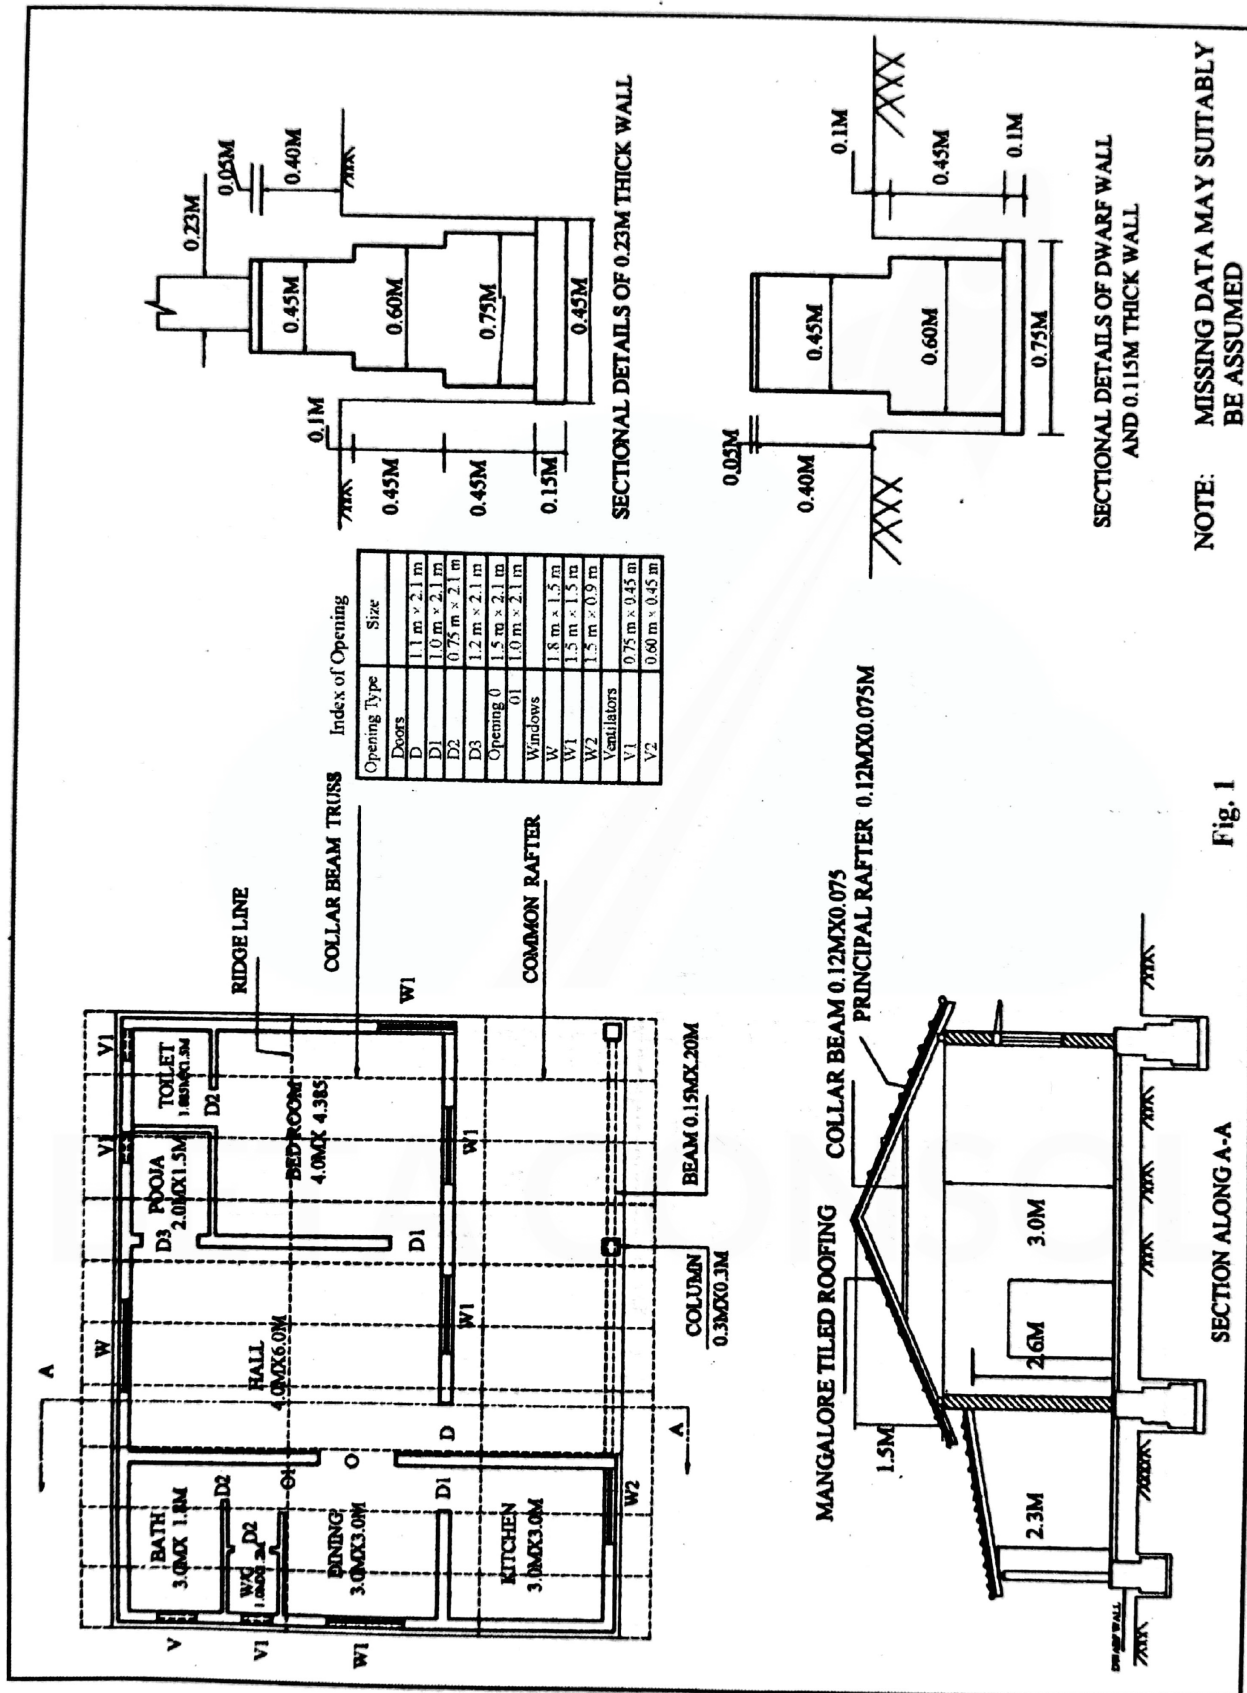 A
A
W
V1
V1
TOILET
1.885MX1.5M
D2
POOJA
2.0MX1.5M
D3
BATH
3.0MX 1.8M
D2
D2
W/C
O1
V
V1
W1
HALL
4.0MX6.0M
BED ROOM
4.0MX 4.385
D1
O
D
DINING
3.0MX3.0M
D1
KITCHEN
3.0MX3.0M
W2
W1
W1
W1
RIDGE LINE
COLLAR BEAM TRUSS
COMMON RAFTER
BEAM 0.15MX.20M
COLUMN
0.3MX0.3M
Index of Opening
Opening Type Size
Doors
D 1.1 m × 2.1 m
D1 1.0 m × 2.1 m
D2 0.75 m × 2.1 m
D3 1.2 m × 2.1 m
Opening 0 1.5 m × 2.1 m
01 1.0 m × 2.1 m
Windows
W 1.8 m × 1.5 m
W1 1.5 m × 1.5 m
W2 1.5 m × 0.9 m
Ventilators
V1 0.75 m × 0.45 m
V2 0.60 m × 0.45 m
0.23M
0.05M
0.40M
0.1M
0.45M
0.45M
0.15M
0.45M
0.60M
0.75M
0.45M
SECTIONAL DETAILS OF 0.23M THICK WALL
MANGALORE TILED ROOFING
COLLAR BEAM 0.12MX0.075
PRINCIPAL RAFTER 0.12MX0.075M
1.5M
2.3M
2.6M
3.0M
DWARF WALL
SECTION ALONG A-A
0.05M
0.40M
0.45M
0.60M
0.75M
0.1M
0.45M
0.1M
SECTIONAL DETAILS OF DWARF WALL
AND 0.115M THICK WALL
NOTE: MISSING DATA MAY SUITABLY
BE ASSUMED
Fig. 1